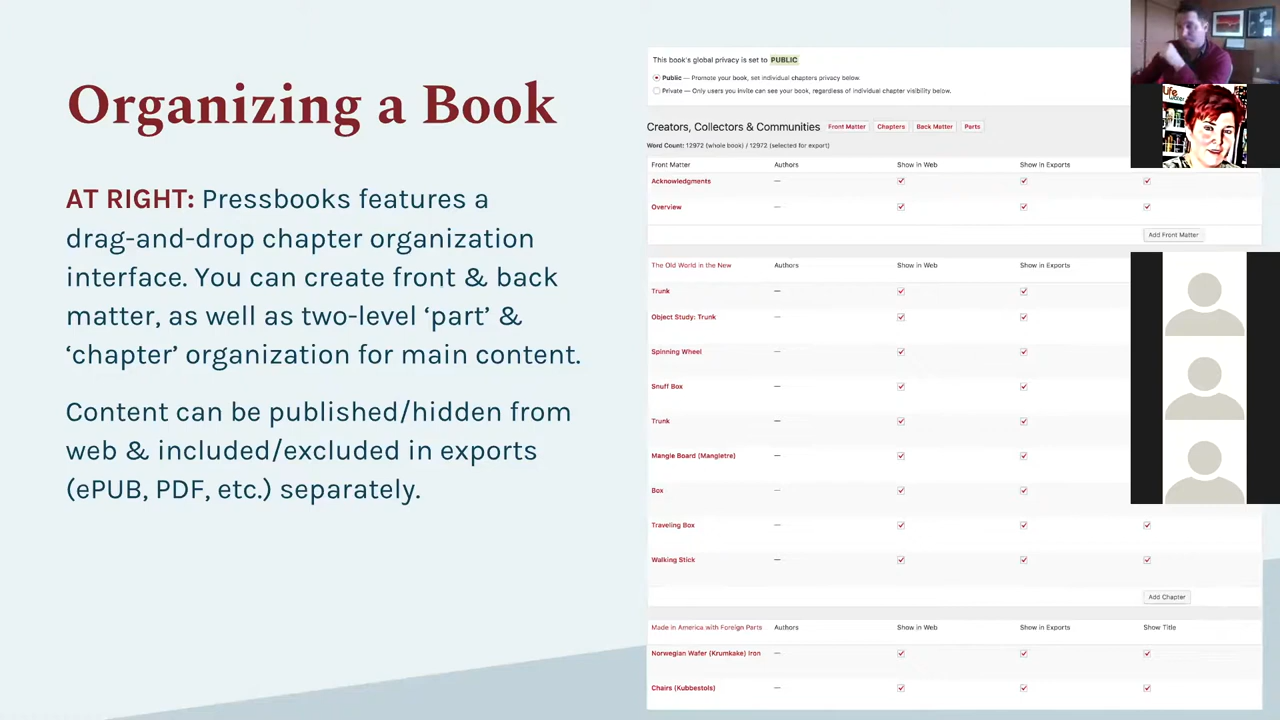 Organizing a Book
AT RIGHT: Pressbooks features a
drag-and-drop chapter organization
interface. You can create front & back
matter, as well as two-level ‘part’ &
‘chapter’ organization for main content.
Content can be published/hidden from
web & included/excluded in exports
(ePUB, PDF, etc.) separately.
This book's global privacy is set to PUBLIC
Public — Promote your book, set individual chapters privacy below.
Private — Only users you invite can see your book, regardless of individual chapter visibility below.
Creators, Collectors & Communities Front Matter Chapters Back Matter Parts
Word Count: 12972 (whole book) / 12972 (selected for export)
Front Matter Authors Show in Web Show in Exports
Acknowledgments —
Overview —
Add Front Matter
The Old World in the New Authors Show in Web Show in Exports
Trunk —
Object Study: Trunk —
Spinning Wheel —
Snuff Box —
Trunk —
Mangle Board (Mangletre) —
Box —
Traveling Box —
Walking Stick —
Add Chapter
Made in America with Foreign Parts Authors Show in Web Show in Exports Show Title
Norwegian Wafer (Krumkake) Iron —
Chairs (Kubbestols) —